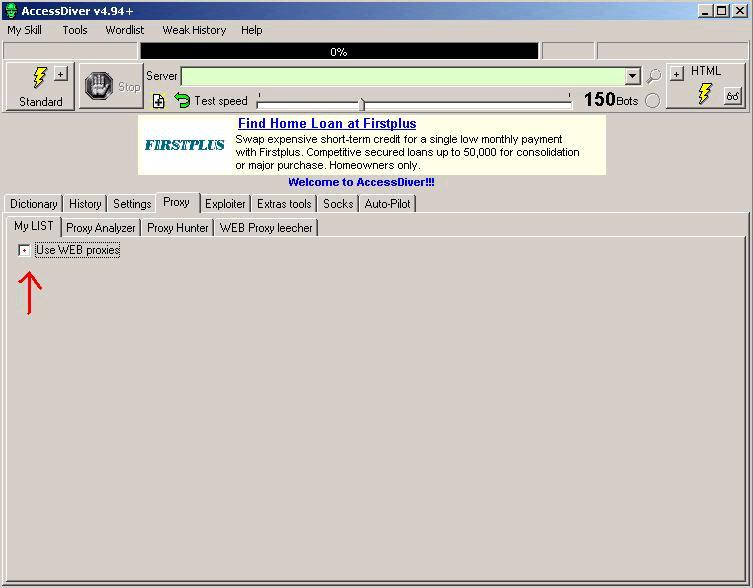 AccessDiver v4.94+
My Skill Tools Wordlist Weak History Help
0%
Standard
+
Stop
Server
Test speed
150 Bots
+ HTML
Find Home Loan at Firstplus
FIRSTPLUS
Swap expensive short-term credit for a single low monthly payment
with Firstplus. Competitive secured loans up to 50,000 for consolidation
or major purchase. Homeowners only.
Welcome to AccessDiver!!!
Dictionary History Settings Proxy Exploiter Extras tools Socks Auto-Pilot
My LIST Proxy Analyzer Proxy Hunter WEB Proxy leecher
Use WEB proxies